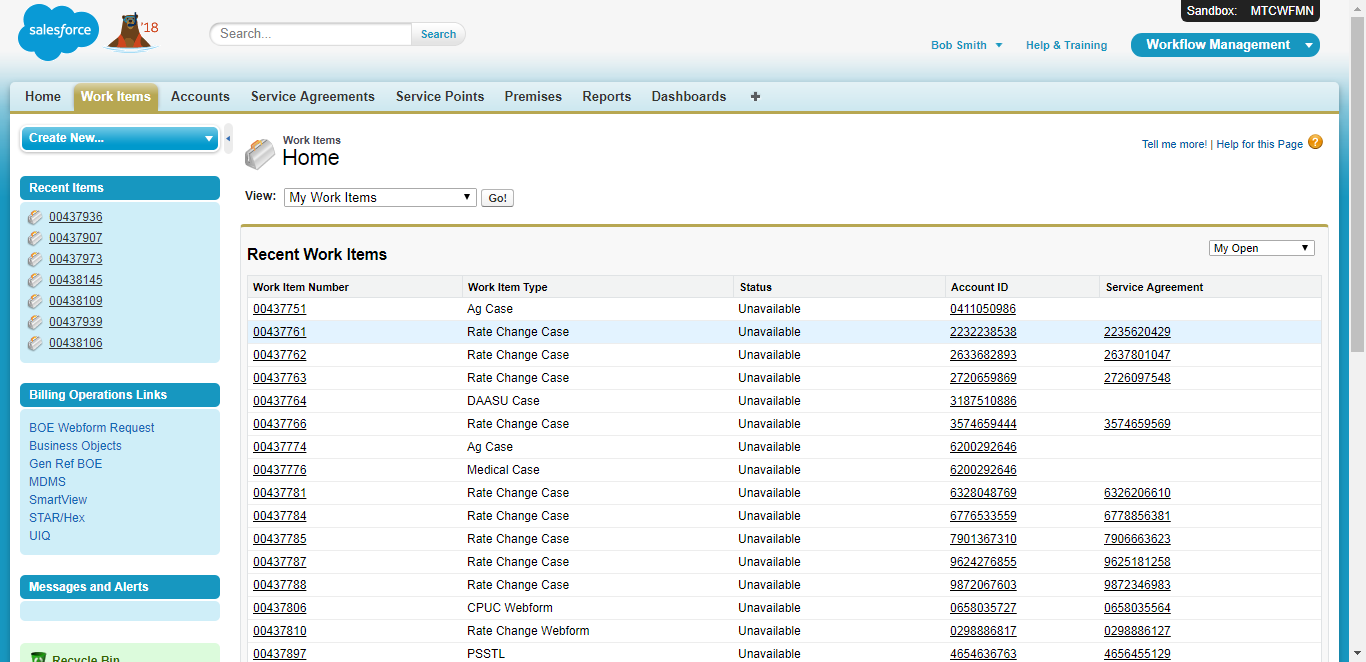 Sandbox: MTCWFMN
salesforce
'18
Search...
Search
Bob Smith
Help & Training
Workflow Management
Home Work Items Accounts Service Agreements Service Points Premises Reports Dashboards +
Create New...
Recent Items
00437936
00437907
00437973
00438145
00438109
00437939
00438106
Billing Operations Links
BOE Webform Request
Business Objects
Gen Ref BOE
MDMS
SmartView
STAR/Hex
UIQ
Messages and Alerts
Recycle Bin
Work Items
Home
Tell me more! | Help for this Page ?
View: My Work Items Go!
Recent Work Items
My Open
Work Item Number Work Item Type Status Account ID Service Agreement
00437751 Ag Case Unavailable 0411050986
00437761 Rate Change Case Unavailable 2232238538 2235620429
00437762 Rate Change Case Unavailable 2633682893 2637801047
00437763 Rate Change Case Unavailable 2720659869 2726097548
00437764 DAASU Case Unavailable 3187510886
00437766 Rate Change Case Unavailable 3574659444 3574659569
00437774 Ag Case Unavailable 6200292646
00437776 Medical Case Unavailable 6200292646
00437781 Rate Change Case Unavailable 6328048769 6326206610
00437784 Rate Change Case Unavailable 6776533559 6778856381
00437785 Rate Change Case Unavailable 7901367310 7906663623
00437787 Rate Change Case Unavailable 9624276855 9625181258
00437788 Rate Change Case Unavailable 9872067603 9872346983
00437806 CPUC Webform Unavailable 0658035727 0658035564
00437810 Rate Change Webform Unavailable 0298886817 0298886127
00437897 PSSTL Unavailable 4654636763 4656455129